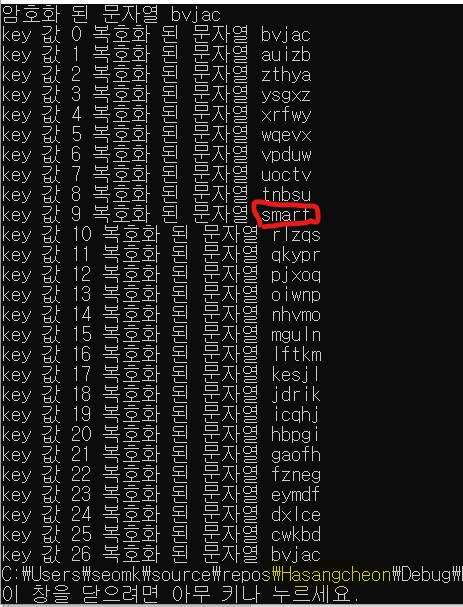 암호화 된 문자열 bvjac
key 값 0 복호화 된 문자열 bvjac
key 값 1 복호화 된 문자열 auizb
key 값 2 복호화 된 문자열 zthya
key 값 3 복호화 된 문자열 ysgxz
key 값 4 복호화 된 문자열 xrfwy
key 값 5 복호화 된 문자열 wqevx
key 값 6 복호화 된 문자열 vpduw
key 값 7 복호화 된 문자열 uoctv
key 값 8 복호화 된 문자열 tnbsu
key 값 9 복호화 된 문자열 smart
key 값 10 복호화 된 문자열 rlzqs
key 값 11 복호화 된 문자열 qkypr
key 값 12 복호화 된 문자열 pjxoq
key 값 13 복호화 된 문자열 oiwnp
key 값 14 복호화 된 문자열 nhvmo
key 값 15 복호화 된 문자열 mguln
key 값 16 복호화 된 문자열 lftkm
key 값 17 복호화 된 문자열 kesjl
key 값 18 복호화 된 문자열 jdrik
key 값 19 복호화 된 문자열 icqhj
key 값 20 복호화 된 문자열 hbpgi
key 값 21 복호화 된 문자열 gaofh
key 값 22 복호화 된 문자열 fzneg
key 값 23 복호화 된 문자열 eymdf
key 값 24 복호화 된 문자열 dxlce
key 값 25 복호화 된 문자열 cwkbd
key 값 26 복호화 된 문자열 bvjac
C:₩Users₩seomk₩source₩repos₩Hasangcheon₩Debug₩
이 창을 닫으려면 아무 키나 누르세요.